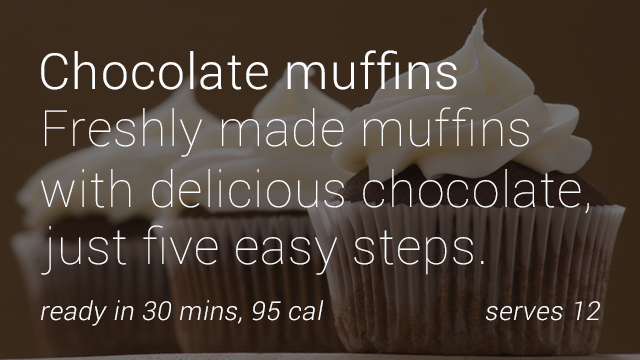 Chocolate muffins
Freshly made muffins
with delicious chocolate,
just five easy steps.
ready in 30 mins, 95 cal serves 12